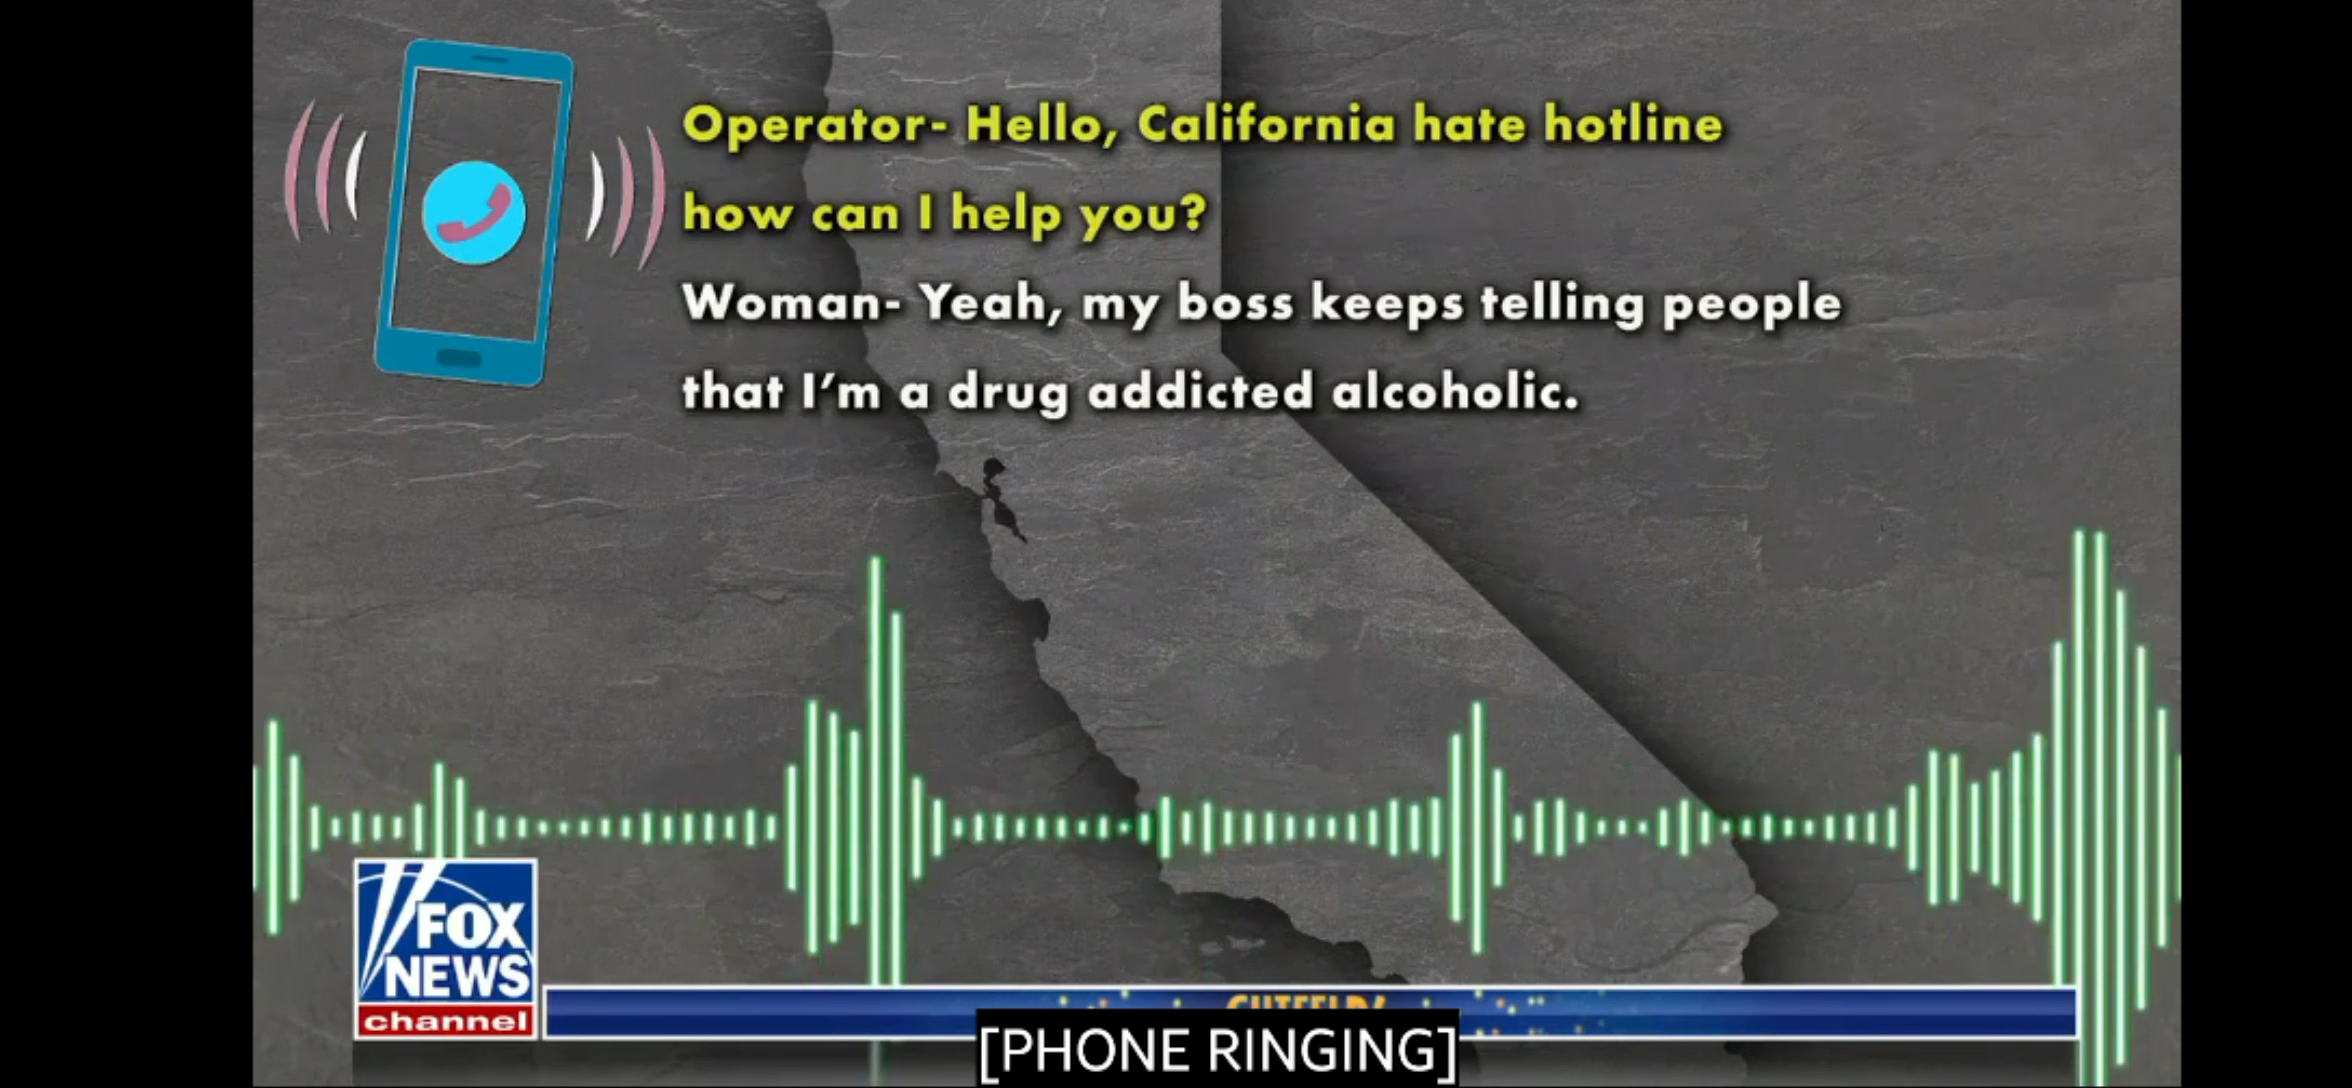 Operator- Hello, California hate hotline
how can I help you?
Woman- Yeah, my boss keeps telling people
that I'm a drug addicted alcoholic.
FOX
NEWS
channel
GUTFELD!
[PHONE RINGING]